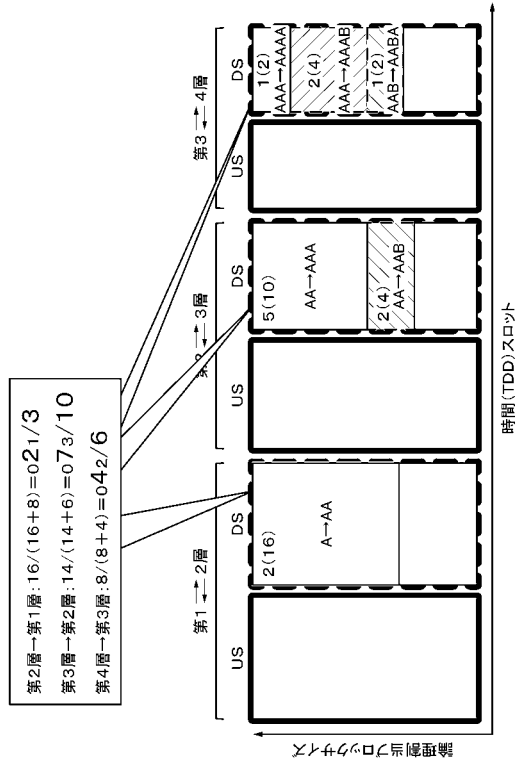 第2層→第1層:16/(16+8)=021/3
第3層→第2層:14/(14+6)=073/10
第4層→第3層:8/(8+4)=042/6
第1 ⇄ 2層
US
DS
2(16)
A→AA
3層
US
DS
5(10)
AA→AAA
2(4)
AA→AAB
第3 ⇄ 4層
US
DS
1(2)
AAA→AAAA
2(4)
AAA→AAAB
1(2)
AAB→AABA
論理割当ブロックサイズ
時間(TDD)スロット